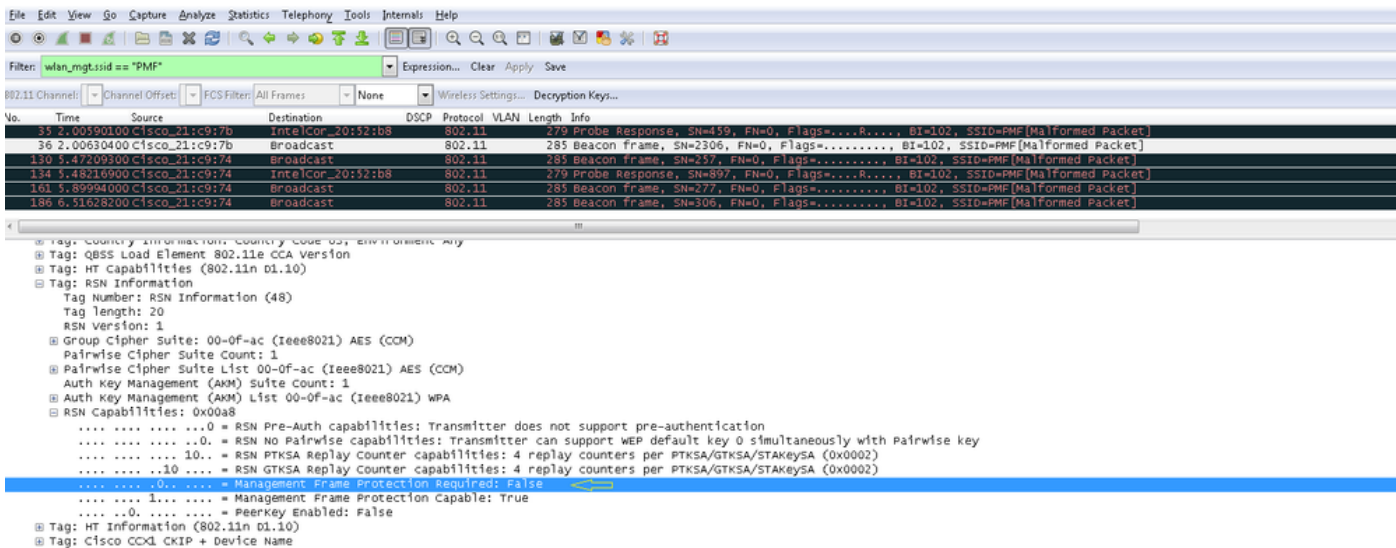 File Edit View Go Capture Analyze Statistics Telephony Tools Internals Help
Filter: wlan_mgt.ssid == "PMF" Expression... Clear Apply Save
802.11 Channel: Channel Offset: FCS Filter: All Frames None Wireless Settings... Decryption Keys...
No. Time Source Destination DSCP Protocol VLAN Length Info
35 2.00590100 Cisco_21:c9:7b IntelCor_20:52:b8 802.11 279 Probe Response, SN=459, FN=0, Flags=....R...., BI=102, SSID=PMF[Malformed Packet]
36 2.00630400 Cisco_21:c9:7b Broadcast 802.11 285 Beacon frame, SN=2306, FN=0, Flags=........., BI=102, SSID=PMF[Malformed Packet]
130 5.47209300 Cisco_21:c9:74 Broadcast 802.11 285 Beacon frame, SN=257, FN=0, Flags=........., BI=102, SSID=PMF[Malformed Packet]
134 5.48216900 Cisco_21:c9:74 IntelCor_20:52:b8 802.11 279 Probe Response, SN=897, FN=0, Flags=....R...., BI=102, SSID=PMF[Malformed Packet]
161 5.89994000 Cisco_21:c9:74 Broadcast 802.11 285 Beacon frame, SN=277, FN=0, Flags=........., BI=102, SSID=PMF[Malformed Packet]
186 6.51628200 Cisco_21:c9:74 Broadcast 802.11 285 Beacon frame, SN=306, FN=0, Flags=........., BI=102, SSID=PMF[Malformed Packet]
Tag: Country Information: Country Code US, Environment Any
Tag: QBSS Load Element 802.11e CCA Version
Tag: HT Capabilities (802.11n D1.10)
Tag: RSN Information
Tag Number: RSN Information (48)
Tag length: 20
RSN Version: 1
Group Cipher Suite: 00-0f-ac (Ieee8021) AES (CCM)
Pairwise Cipher Suite Count: 1
Pairwise Cipher Suite List 00-0f-ac (Ieee8021) AES (CCM)
Auth Key Management (AKM) Suite Count: 1
Auth Key Management (AKM) List 00-0f-ac (Ieee8021) WPA
RSN Capabilities: 0x00a8
.... .... .... ...0 = RSN Pre-Auth capabilities: Transmitter does not support pre-authentication
.... .... .... ..0. = RSN No Pairwise capabilities: Transmitter can support WEP default key 0 simultaneously with Pairwise key
.... .... .... 10.. = RSN PTKSA Replay Counter capabilities: 4 replay counters per PTKSA/GTKSA/STAKeySA (0x0002)
.... .... ..10 .... = RSN GTKSA Replay Counter capabilities: 4 replay counters per PTKSA/GTKSA/STAKeySA (0x0002)
.... .... .0.. .... = Management Frame Protection Required: False
.... .... 1... .... = Management Frame Protection Capable: True
.... ..0. .... .... = PeerKey Enabled: False
Tag: HT Information (802.11n D1.10)
Tag: Cisco CCX1 CKIP + Device Name